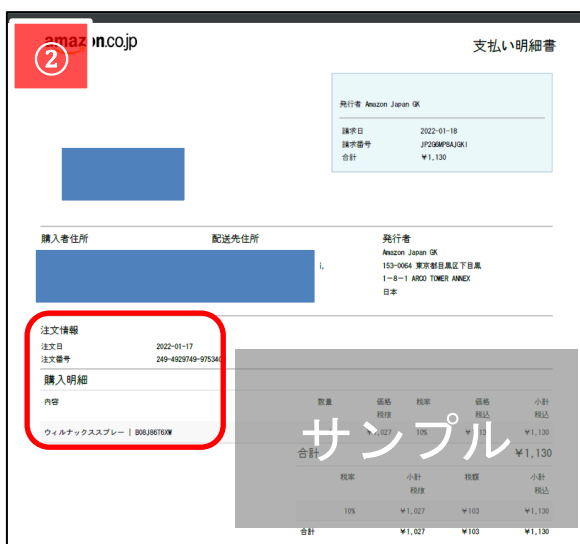 amazon.co.jp
②
支払い明細書
発行者 Amazon Japan GK
請求日 2022-01-18
請求番号 JP2G6MP8AJGKI
合計 ¥1,130
購入者住所 配送先住所 発行者
Amazon Japan GK
153-0064 東京都目黒区下目黒
1-8-1 ARCO TOWER ANNEX
日本
注文情報
注文日 2022-01-17
注文番号 249-4929749-975340
購入明細
内容 数量 価格 税率 価格 小計
税抜 税込 税込
ウィルナックススプレー | B08J86T6XW ¥1,027 10% ¥1,130
サンプル
合計 ¥1,130
税率 小計 税額 小計
税抜 税込
10% ¥1,027 ¥103 ¥1,130
合計 ¥1,027 ¥103 ¥1,130